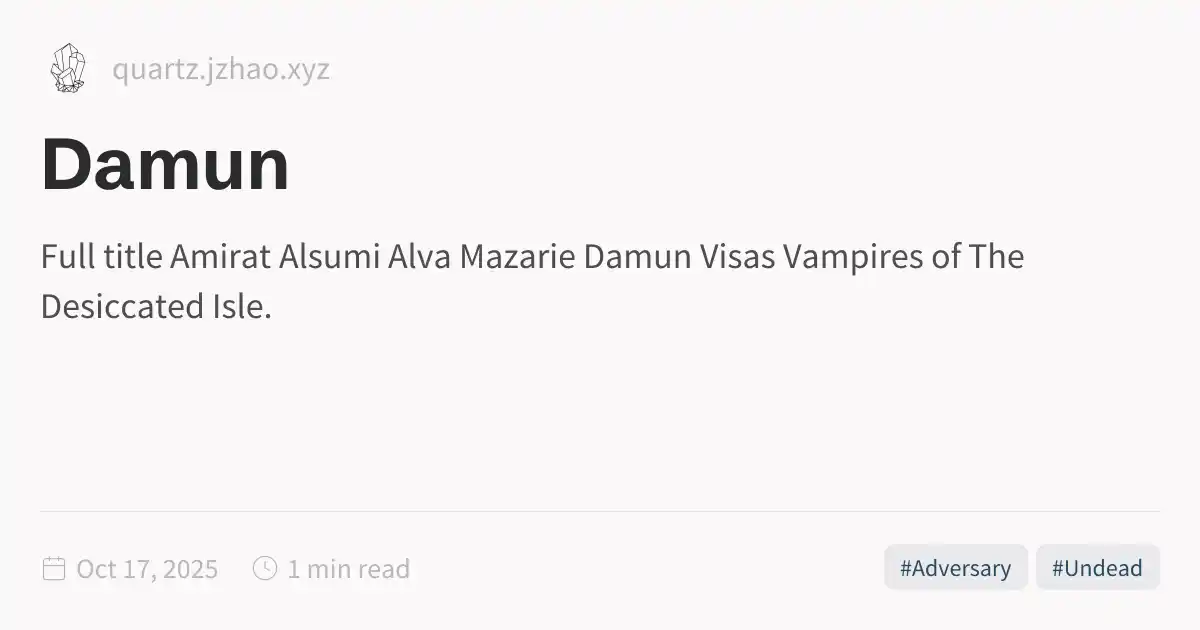 quartz.jzhao.xyz
Damun
Full title Amirat Alsumi Alva Mazarie Damun Visas Vampires of The
Desiccated Isle.
Oct 17, 2025
1 min read
#Adversary
#Undead